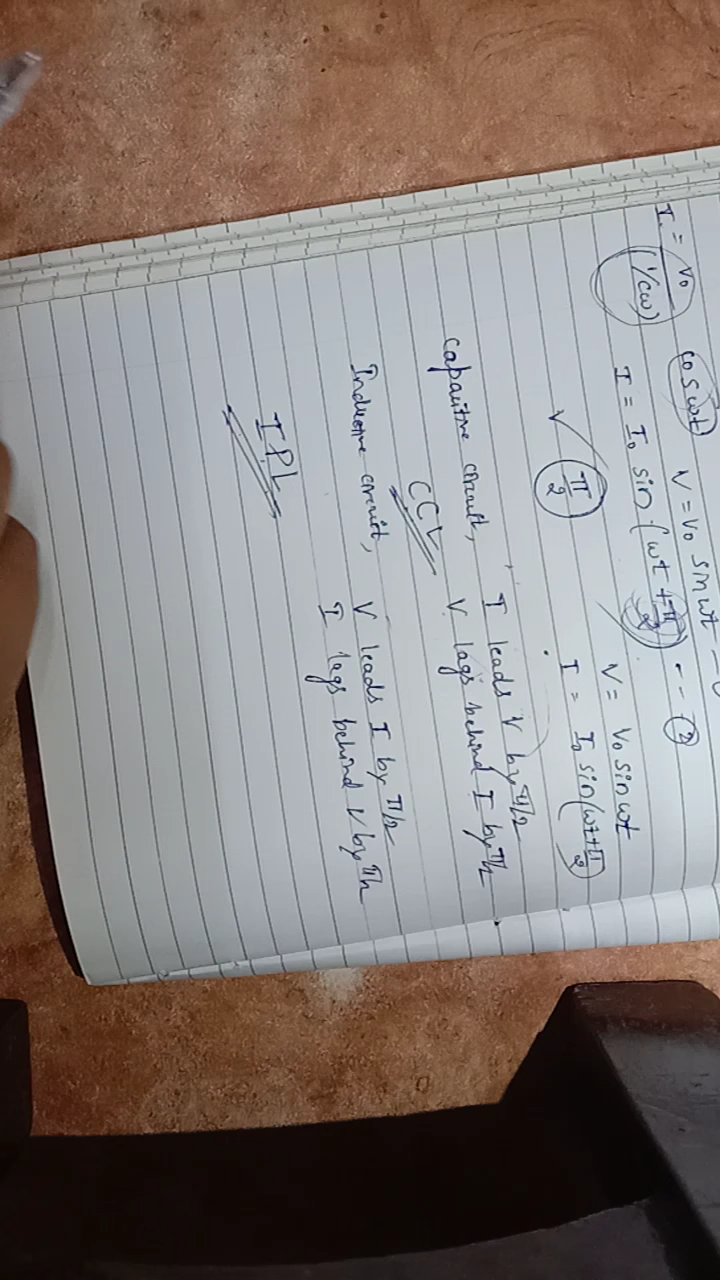 I = V₀/(1/cω) cos ωt V = V₀ sin ωt
I = I₀ sin (ωt + π/2) -- ②
V = V₀ sin ωt
✓ π/2 I = I₀ sin (ωt + π/2)
Capacitive circuit, I leads V by π/2
V lags behind I by π/2
CCV
Inductive circuit, V leads I by π/2
I lags behind V by π/2
IPL